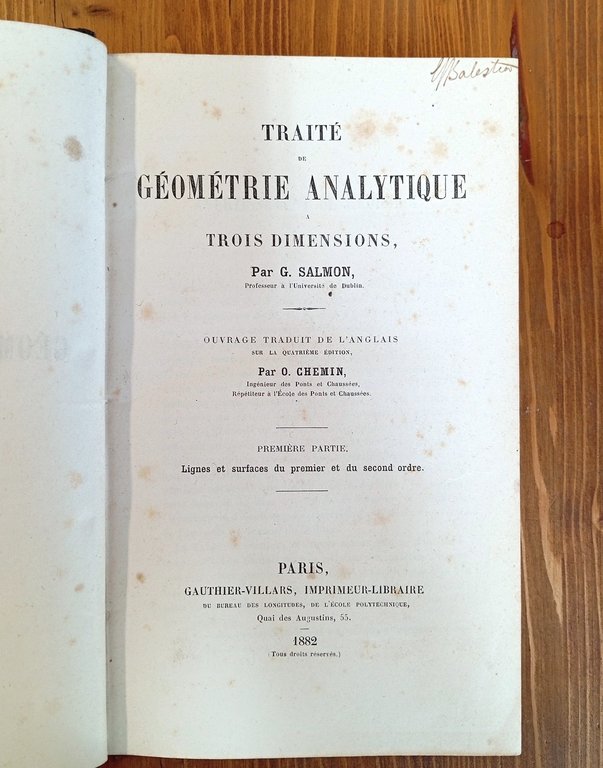 Balestier
TRAITÉ
DE
GÉOMÉTRIE ANALYTIQUE
A
TROIS DIMENSIONS,
Par G. SALMON,
Professeur à l'Université de Dublin.
OUVRAGE TRADUIT DE L'ANGLAIS
SUR LA QUATRIÈME ÉDITION,
Par O. CHEMIN,
Ingénieur des Ponts et Chaussées,
Répétiteur à l'École des Ponts et Chaussées.
PREMIÈRE PARTIE.
Lignes et surfaces du premier et du second ordre.
PARIS,
GAUTHIER-VILLARS, IMPRIMEUR-LIBRAIRE
DU BUREAU DES LONGITUDES, DE L'ÉCOLE POLYTECHNIQUE,
Quai des Augustins, 55.
1882
(Tous droits réservés.)